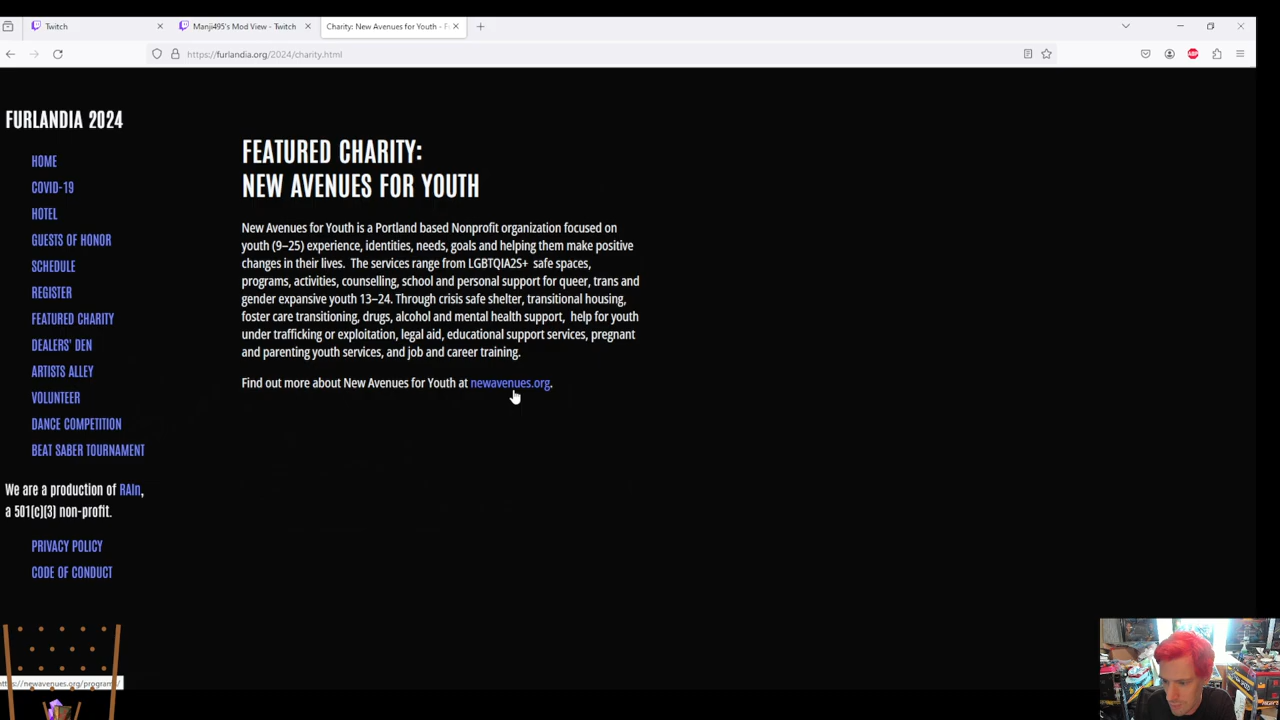 Twitch
Manji495's Mod View - Twitch
Charity: New Avenues for Youth - F
https://furlandia.org/2024/charity.html
ABP
FURLANDIA 2024
HOME
COVID-19
HOTEL
GUESTS OF HONOR
SCHEDULE
REGISTER
FEATURED CHARITY
DEALERS' DEN
ARTISTS ALLEY
VOLUNTEER
DANCE COMPETITION
BEAT SABER TOURNAMENT
We are a production of RAIn,
a 501(c)(3) non-profit.
PRIVACY POLICY
CODE OF CONDUCT
FEATURED CHARITY:
NEW AVENUES FOR YOUTH
New Avenues for Youth is a Portland based Nonprofit organization focused on
youth (9–25) experience, identities, needs, goals and helping them make positive
changes in their lives. The services range from LGBTQIA2S+ safe spaces,
programs, activities, counselling, school and personal support for queer, trans and
gender expansive youth 13–24. Through crisis safe shelter, transitional housing,
foster care transitioning, drugs, alcohol and mental health support, help for youth
under trafficking or exploitation, legal aid, educational support services, pregnant
and parenting youth services, and job and career training.
Find out more about New Avenues for Youth at newavenues.org.
https://newavenues.org/program